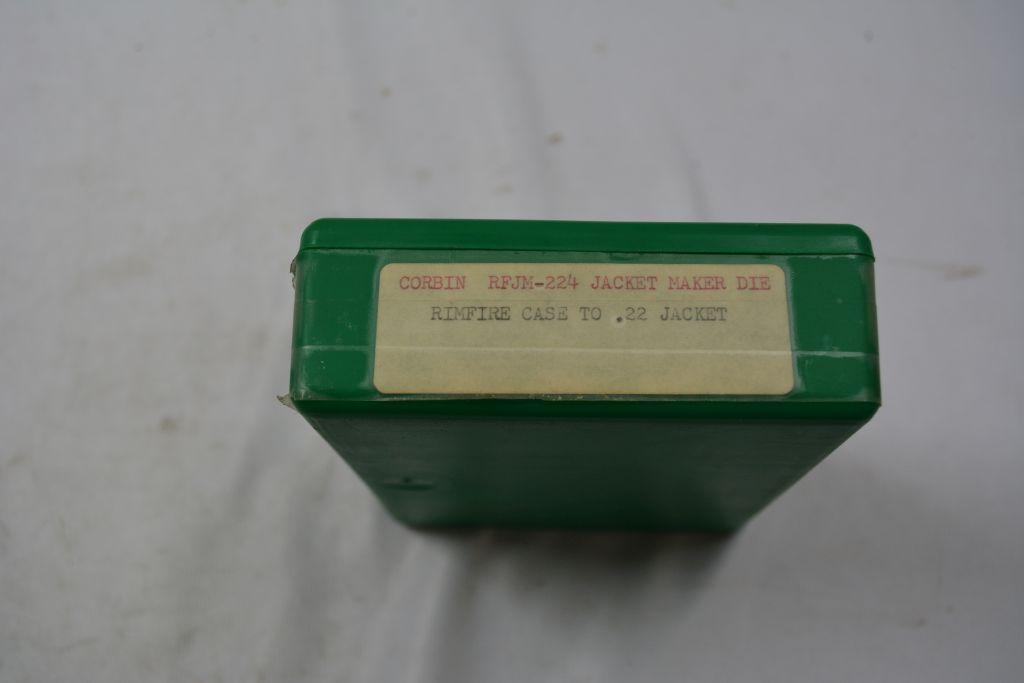 CORBIN RFJM-224 JACKET MAKER DIE
RIMFIRE CASE TO .22 JACKET